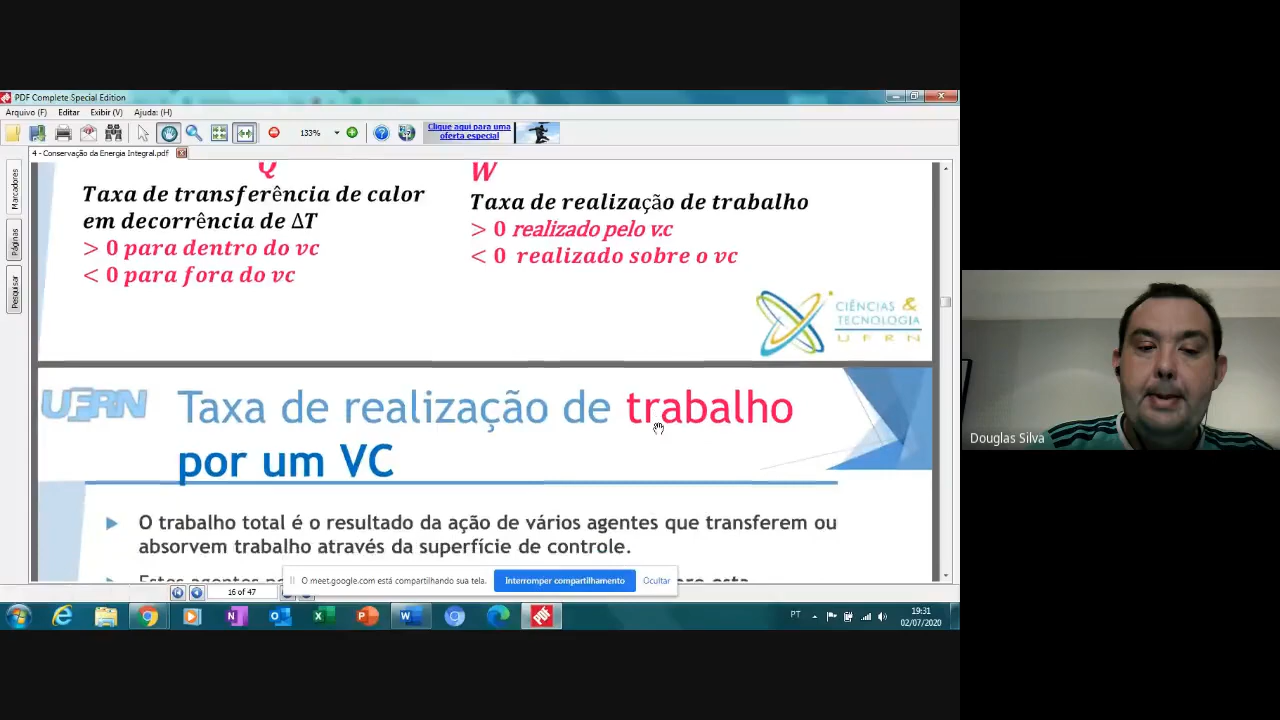 PDF Complete Special Edition
Arquivo (F) Editar Exibir (V) Ajuda: (H)
133%
Clique aqui para uma
oferta especial
4 - Conservação da Energia Integral.pdf
Marcadores
Páginas
Pesquisar
Q
Taxa de transferência de calor
em decorrência de ΔT
> 0 para dentro do vc
< 0 para fora do vc
W
Taxa de realização de trabalho
> 0 realizado pelo v.c
< 0 realizado sobre o vc
CIÊNCIAS &
TECNOLOGIA
UFRN
UFRN
Taxa de realização de trabalho
por um VC
O trabalho total é o resultado da ação de vários agentes que transferem ou
absorvem trabalho através da superfície de controle.
Estes agentes
O meet.google.com está compartilhando sua tela. Interromper compartilhamento Ocultar
16 of 47
PT
19:31
02/07/2020
Douglas Silva